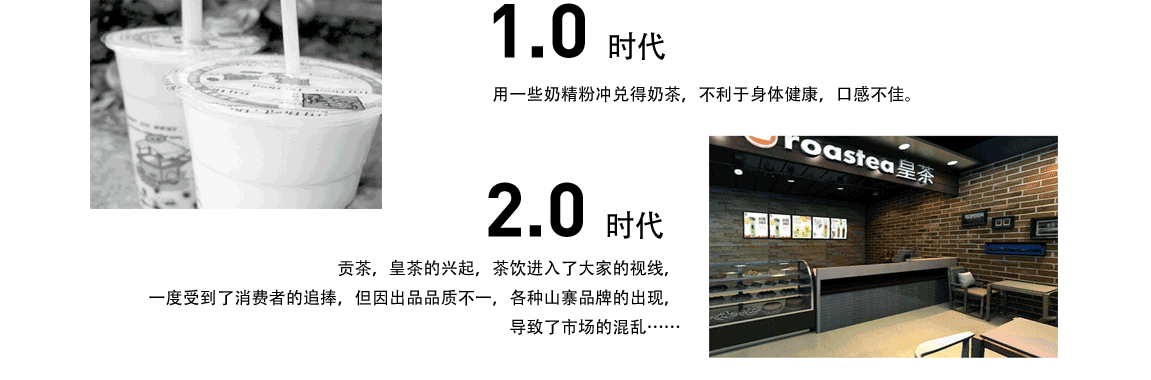 1.0 时代
用一些奶精粉冲兑得奶茶，不利于身体健康，口感不佳。
roastea皇茶
2.0 时代
贡茶，皇茶的兴起，茶饮进入了大家的视线，
一度受到了消费者的追捧，但因出品品质不一，各种山寨品牌的出现，
导致了市场的混乱……